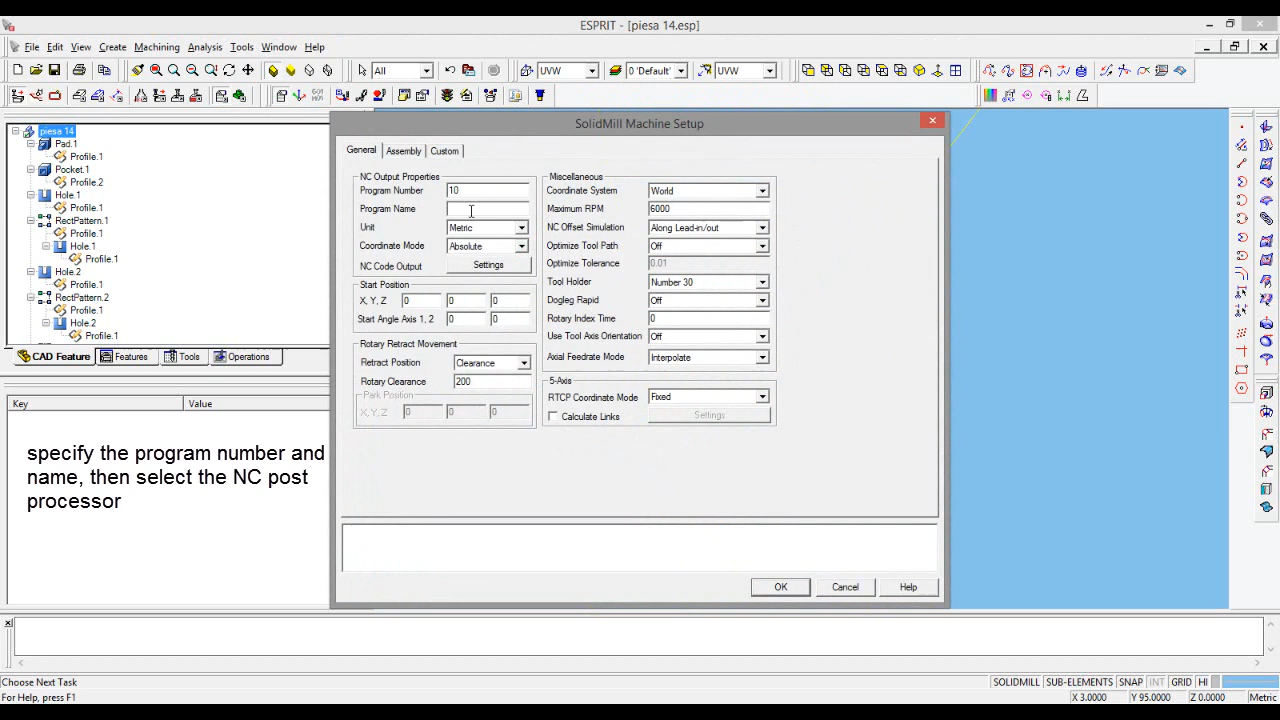 ESPRIT - [piesa 14.esp]
File Edit View Create Machining Analysis Tools Window Help
All
UVW
0 'Default'
UVW
piesa 14
Pad.1
Profile.1
Pocket.1
Profile.2
Hole.1
Profile.1
RectPattern.1
Profile.1
Hole.1
Profile.1
Hole.2
Profile.1
RectPattern.2
Profile.1
Hole.2
Profile.1
CAD Feature Features Tools Operations
Key Value
specify the program number and
name, then select the NC post
processor
SolidMill Machine Setup
General Assembly Custom
NC Output Properties
Program Number 10
Program Name
Unit Metric
Coordinate Mode Absolute
NC Code Output Settings
Start Position
X, Y, Z 0 0 0
Start Angle Axis 1, 2 0 0
Rotary Retract Movement
Retract Position Clearance
Rotary Clearance 200
Park Position
X, Y, Z 0 0 0
Miscellaneous
Coordinate System World
Maximum RPM 6000
NC Offset Simulation Along Lead-in/out
Optimize Tool Path Off
Optimize Tolerance 0.01
Tool Holder Number 30
Dogleg Rapid Off
Rotary Index Time 0
Use Tool Axis Orientation Off
Axial Feedrate Mode Interpolate
5-Axis
RTCP Coordinate Mode Fixed
Calculate Links Settings
OK Cancel Help
Choose Next Task
SOLIDMILL SUB-ELEMENTS SNAP INT GRID HI
For Help, press F1
X 3.0000 Y 95.0000 Z 0.0000 Metric